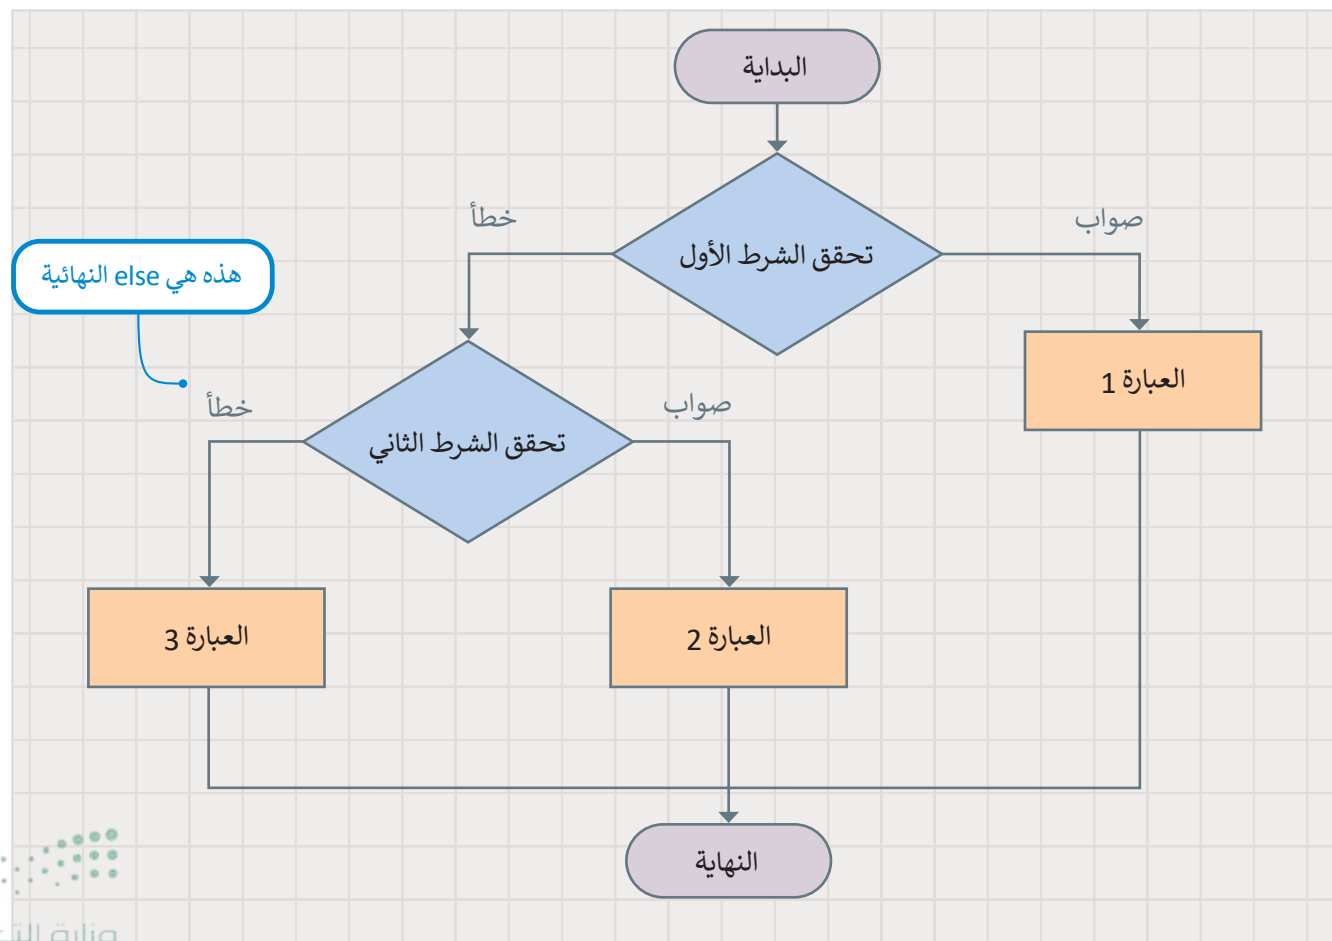 البداية
تحقق الشرط الأول
صواب
خطأ
هذه هي else النهائية
العبارة 1
تحقق الشرط الثاني
صواب
خطأ
العبارة 2
العبارة 3
النهاية
وزارة